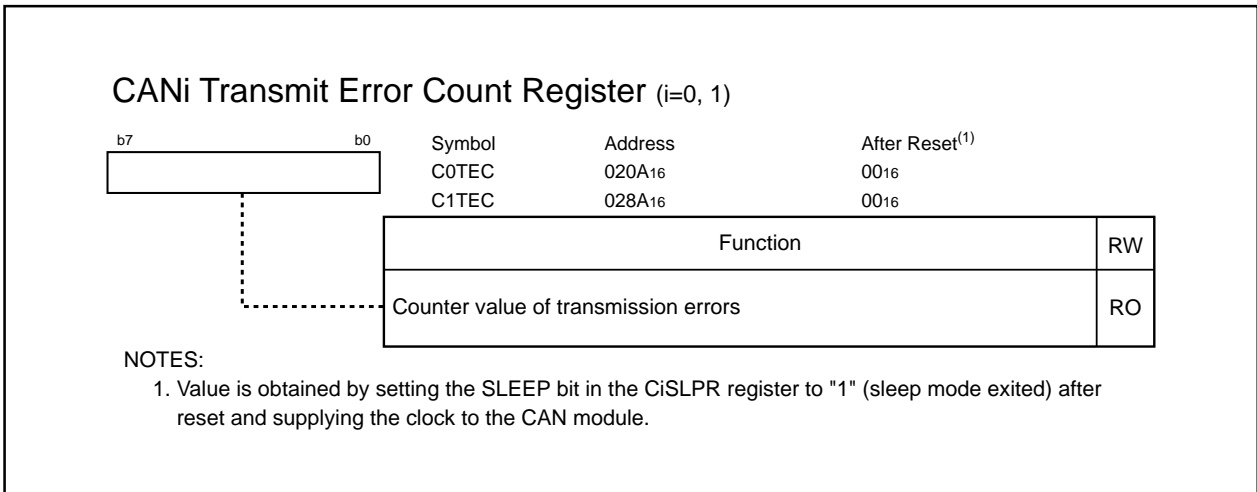 CANi Transmit Error Count Register (i=0, 1)
b7 b0 Symbol Address After Reset(1)
C0TEC 020A16 0016
C1TEC 028A16 0016
Function RW
Counter value of transmission errors RO
NOTES:
1. Value is obtained by setting the SLEEP bit in the CiSLPR register to "1" (sleep mode exited) after
reset and supplying the clock to the CAN module.